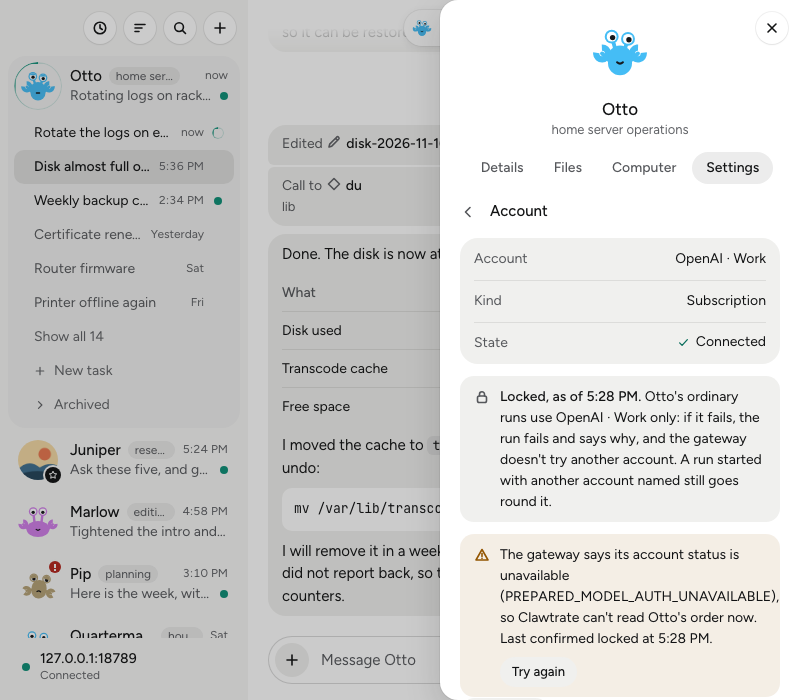 Otto home ser... now
Rotating logs on rack...
Rotate the logs on e... now
Disk almost full o... 5:36 PM
Weekly backup c... 2:34 PM
Certificate rene... Yesterday
Router firmware Sat
Printer offline again Fri
Show all 14
New task
Archived
Juniper rese... 5:24 PM
Ask these five, and g...
Marlow editi... 4:58 PM
Tightened the intro and...
Pip planning 3:10 PM
Here is the week, wit...
Quarterma hou... Sat
127.0.0.1:18789
Connected
so it can be restor
Edited disk-2026-11-1
Call to du
lib
Done. The disk is now at
What
Disk used
Transcode cache
Free space
I moved the cache to
undo:
mv /var/lib/transco
I will remove it in a week
did not report back, so t
counters.
Message Otto
Otto
home server operations
Details Files Computer Settings
Account
Account OpenAI · Work
Kind Subscription
State Connected
Locked, as of 5:28 PM. Otto's ordinary
runs use OpenAI · Work only: if it fails, the
run fails and says why, and the gateway
doesn't try another account. A run started
with another account named still goes
round it.
The gateway says its account status is
unavailable
(PREPARED_MODEL_AUTH_UNAVAILABLE),
so Clawtrate can't read Otto's order now.
Last confirmed locked at 5:28 PM.
Try again